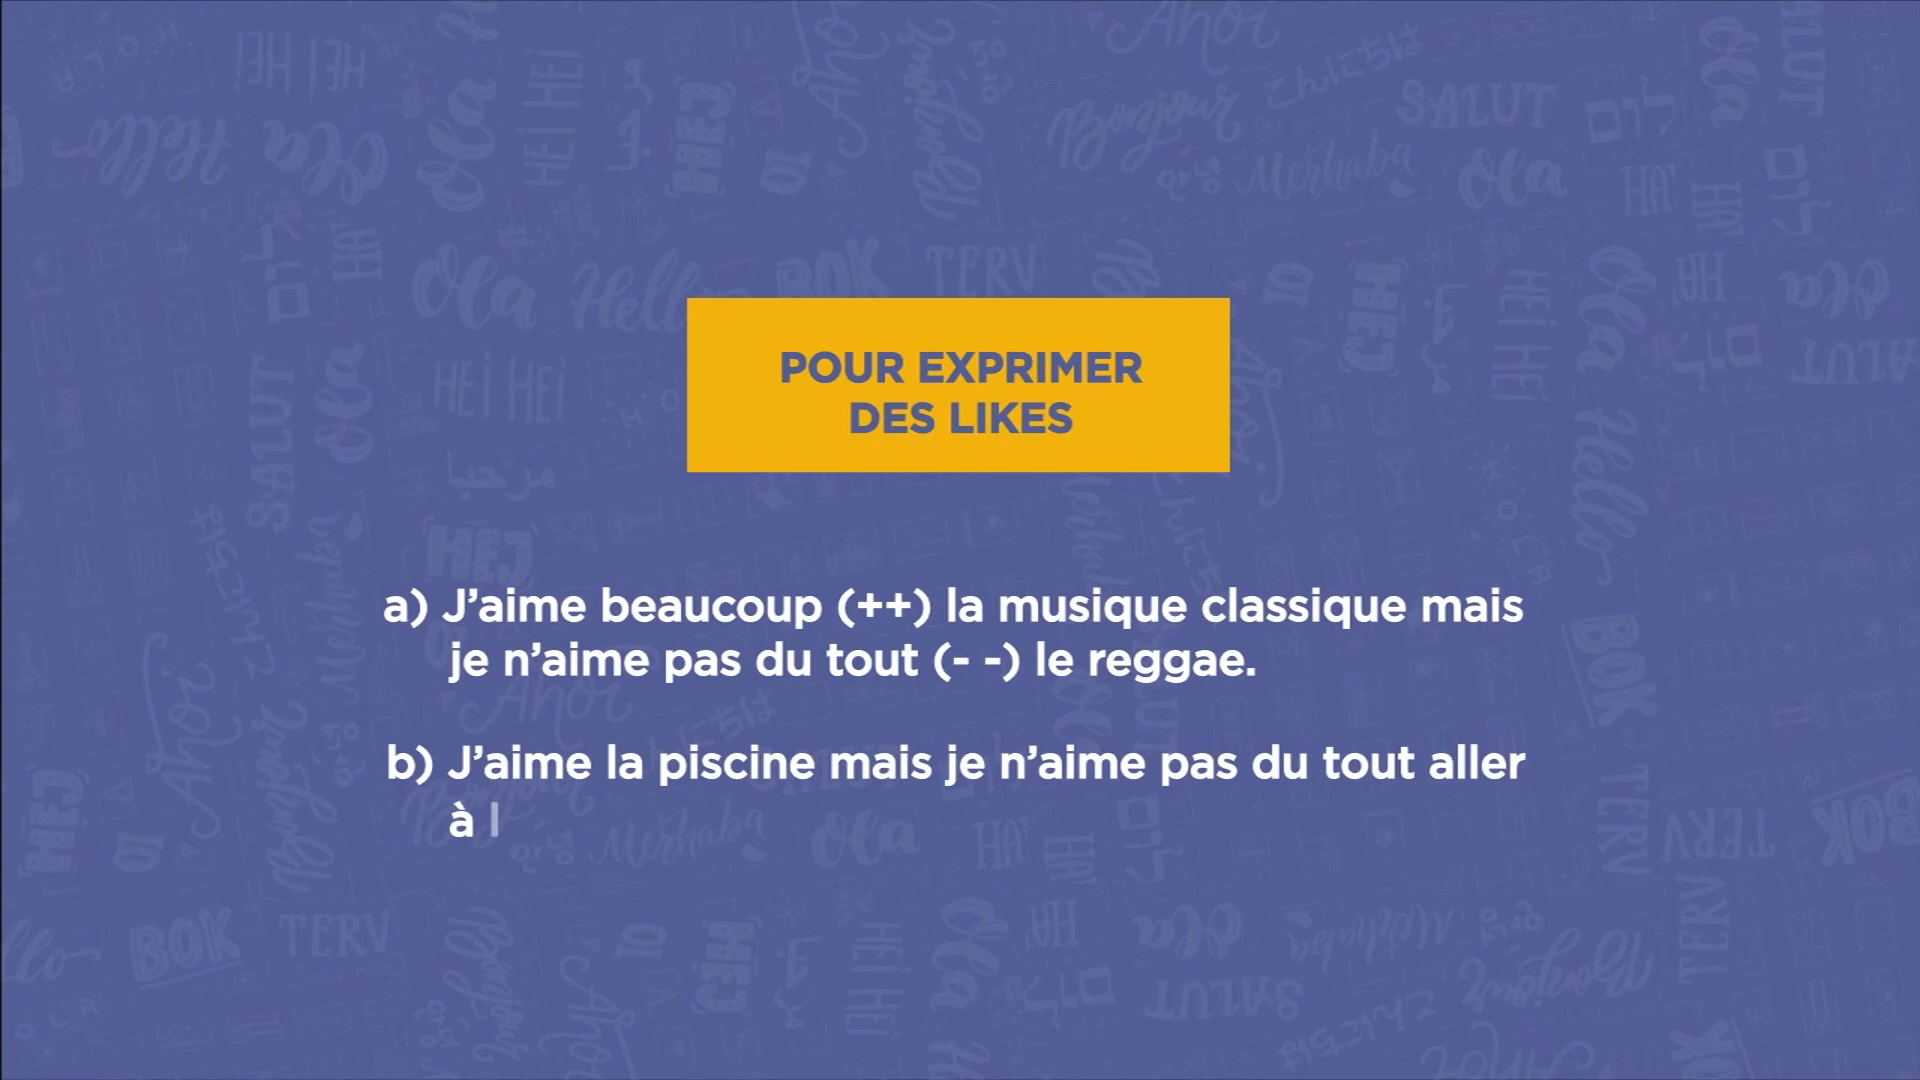 POUR EXPRIMER
DES LIKES
a) J’aime beaucoup (++) la musique classique mais
je n’aime pas du tout (- -) le reggae.
b) J’aime la piscine mais je n’aime pas du tout aller
à l